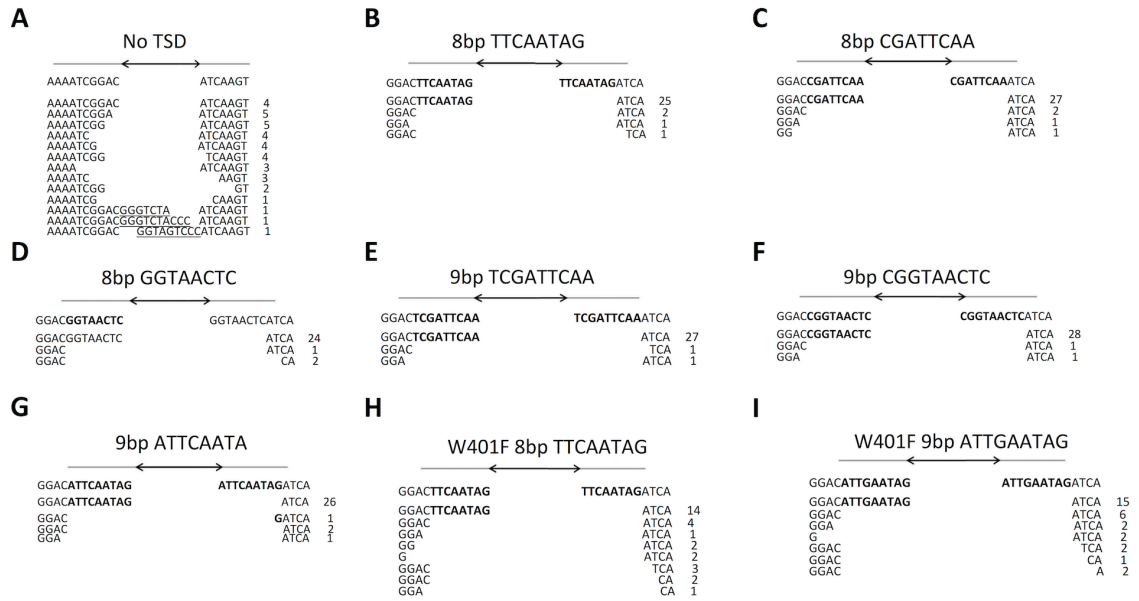 A
No TSD
AAAATCGGAC ATCAAGT
AAAATCGGAC ATCAAGT 4
AAAATCGGA ATCAAGT 5
AAAATCGG ATCAAGT 5
AAAATC ATCAAGT 4
AAAATCG ATCAAGT 4
AAAATCGG TCAAGT 4
AAAA ATCAAGT 3
AAAATC AAGT 3
AAAATCGG GT 2
AAAATCG CAAGT 1
AAAATCGGACGGGTCTA ATCAAGT 1
AAAATCGGACGGGTCTACCC ATCAAGT 1
AAAATCGGAC GGTAGTCCCATCAAGT 1
B
8bp TTCAATAG
GGACTTCAATAG TTCAATAGATCA
GGACTTCAATAG ATCA 25
GGAC ATCA 2
GGA ATCA 1
GGAC TCA 1
C
8bp CGATTCAA
GGACCGATTCAA CGATTCAAATCA
GGACCGATTCAA ATCA 27
GGAC ATCA 2
GGA ATCA 1
GG ATCA 1
D
8bp GGTAACTC
GGACGGTAACTC GGTAACTCATCA
GGACGGTAACTC ATCA 24
GGAC ATCA 1
GGAC CA 2
E
9bp TCGATTCAA
GGACTCGATTCAA TCGATTCAAATCA
GGACTCGATTCAA ATCA 27
GGAC TCA 1
GGA ATCA 1
F
9bp CGGTAACTC
GGACCGGTAACTC CGGTAACTCATCA
GGACCGGTAACTC ATCA 28
GGAC ATCA 1
GGA ATCA 1
G
9bp ATTCAATA
GGACATTCAATAG ATTCAATAGATCA
GGACATTCAATAG ATCA 26
GGAC GATCA 1
GGAC ATCA 2
GGA ATCA 1
H
W401F 8bp TTCAATAG
GGACTTCAATAG TTCAATAGATCA
GGACTTCAATAG ATCA 14
GGAC ATCA 4
GGA ATCA 1
GG ATCA 2
G ATCA 2
GGAC TCA 3
GGAC CA 2
GGA CA 1
I
W401F 9bp ATTGAATAG
GGACATTGAATAG ATTGAATAGATCA
GGACATTGAATAG ATCA 15
GGAC ATCA 6
GGA ATCA 2
G ATCA 2
GGAC TCA 2
GGAC CA 1
GGAC A 2